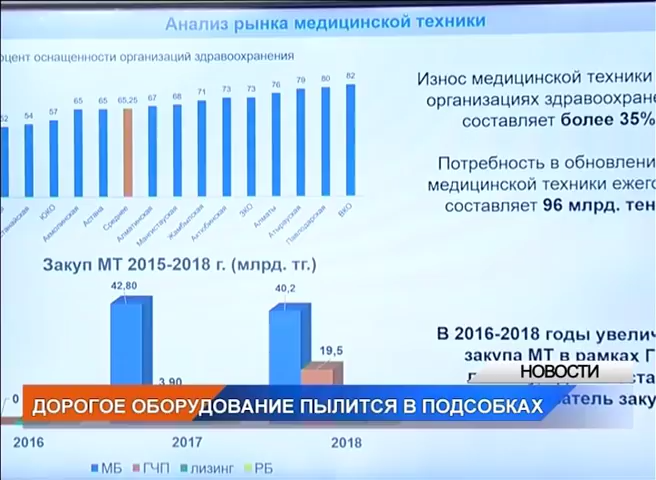 Анализ рынка медицинской техники
оцент оснащенности организаций здравоохранения
52 54 57 65 65 65,25 67 68 71 73 73 76 79 80 82
ЮКО
Акмолинская
Астана
Среднее
Алматинская
Мангистауская
Жамбылская
Актюбинская
ЗКО
Алматы
Атырауская
Павлодарская
ВКО
Износ медицинской техники
организациях здравоохране
составляет более 35%
Потребность в обновлени
медицинской техники ежего
составляет 96 млрд. тен
Закуп МТ 2015-2018 г. (млрд. тг.)
42,80
3,90
40,2
19,5
0
В 2016-2018 годы увелич
закупа МТ в рамках Г
НОВОСТИ
ДОРОГОЕ ОБОРУДОВАНИЕ ПЫЛИТСЯ В ПОДСОБКАХ
2016 2017 2018
МБ ГЧП лизинг РБ